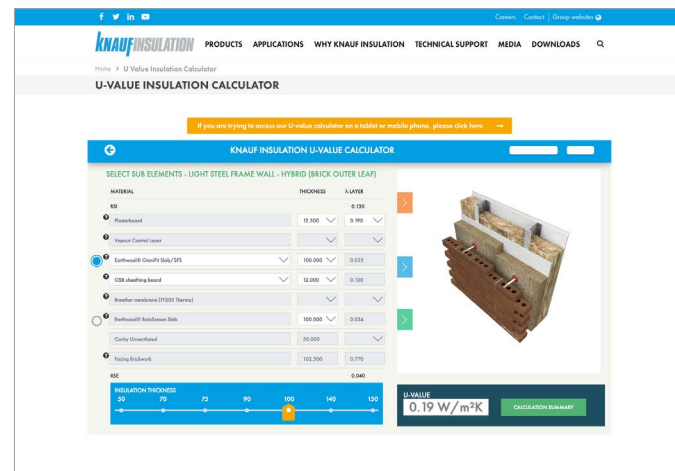 Careers Contact Group websites
KNAUFINSULATION PRODUCTS APPLICATIONS WHY KNAUF INSULATION TECHNICAL SUPPORT MEDIA DOWNLOADS
Home > U Value Insulation Calculator
U-VALUE INSULATION CALCULATOR
If you are trying to access our U-value calculator on a tablet or mobile phone, please click here →
KNAUF INSULATION U-VALUE CALCULATOR
SELECT SUB ELEMENTS - LIGHT STEEL FRAME WALL - HYBRID (BRICK OUTER LEAF)
MATERIAL THICKNESS λ LAYER
RSI 0.130
Plasterboard 12.500 0.190
Vapour Control Layer
Earthwool® OmniFit Slab/SFS 100.000 0.035
OSB sheathing board 12.000 0.130
Breather membrane (TF200 Thermo)
Earthwool® RainScreen Slab 100.000 0.034
Cavity Unventilated 50.000
Facing Brickwork 102.500 0.770
RSE 0.040
INSULATION THICKNESS
50 70 75 90 100 140 150
U-VALUE
0.19 W/m²K CALCULATION SUMMARY